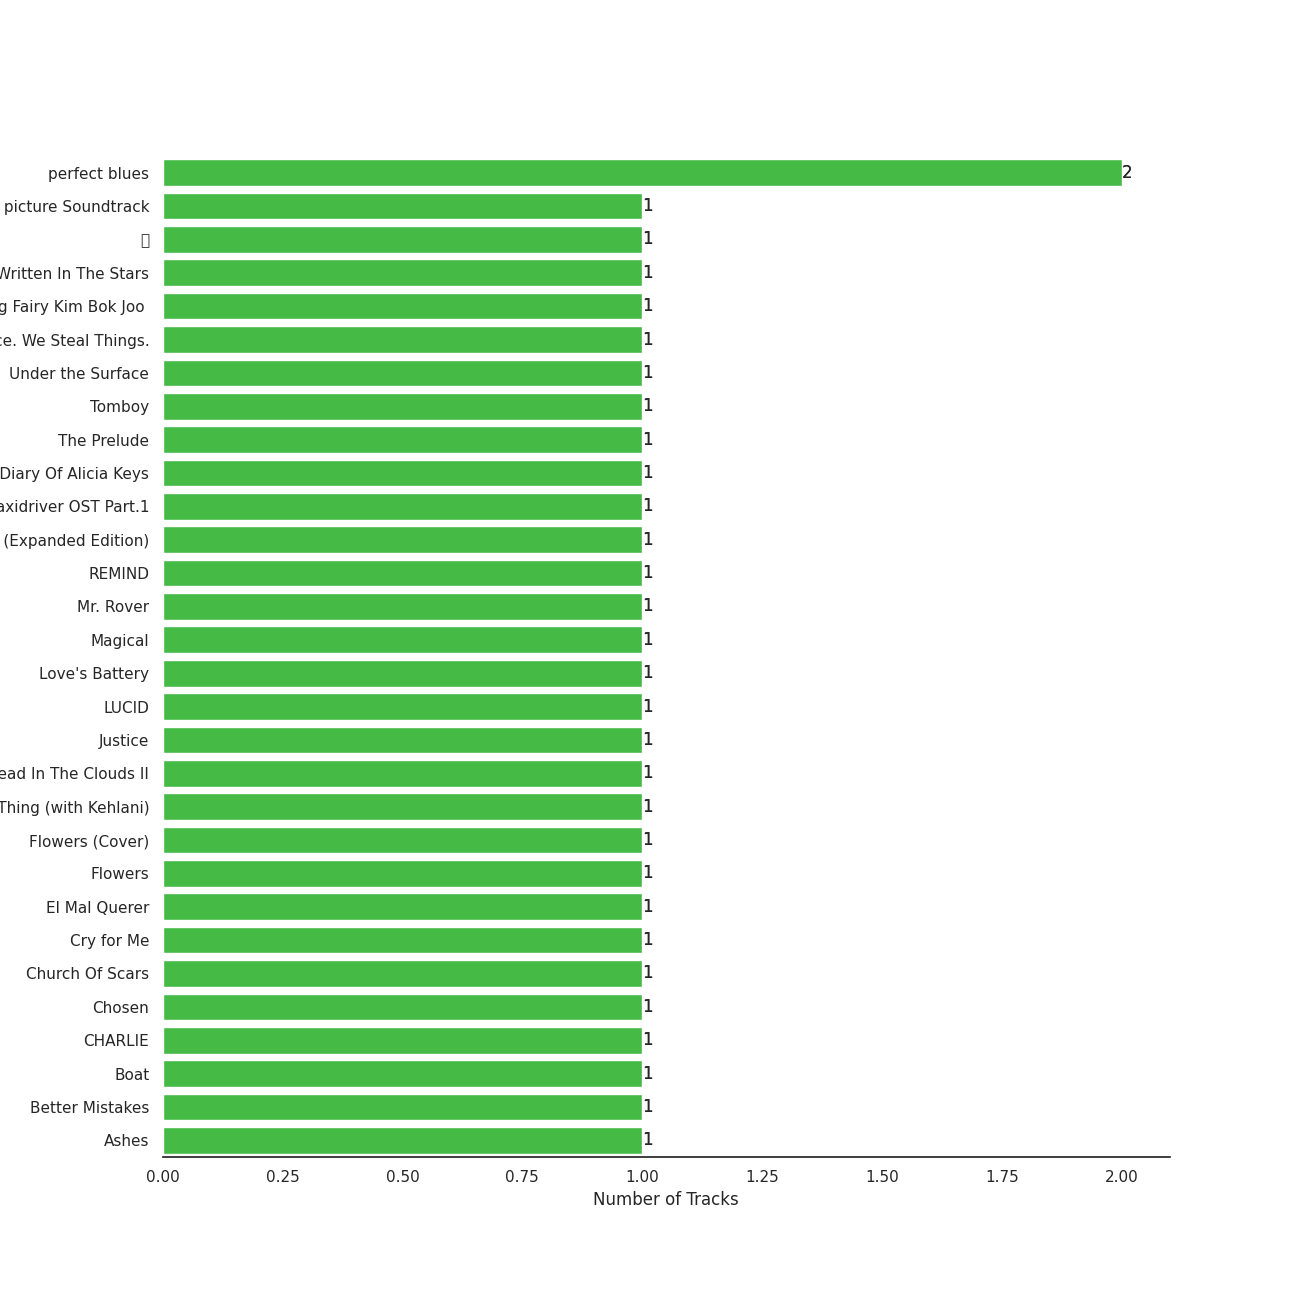 perfect blues 2
picture Soundtrack 1
1
Written In The Stars 1
Fairy Kim Bok Joo 1
We Steal Things. 1
Under the Surface 1
Tomboy 1
The Prelude 1
Diary Of Alicia Keys 1
OST Part.1 1
(Expanded Edition) 1
REMIND 1
Mr. Rover 1
Magical 1
Love's Battery 1
LUCID 1
Justice 1
In The Clouds II 1
Thing (with Kehlani) 1
Flowers (Cover) 1
Flowers 1
El Mal Querer 1
Cry for Me 1
Church Of Scars 1
Chosen 1
CHARLIE 1
Boat 1
Better Mistakes 1
Ashes 1
0.00 0.25 0.50 0.75 1.00 1.25 1.50 1.75 2.00
Number of Tracks